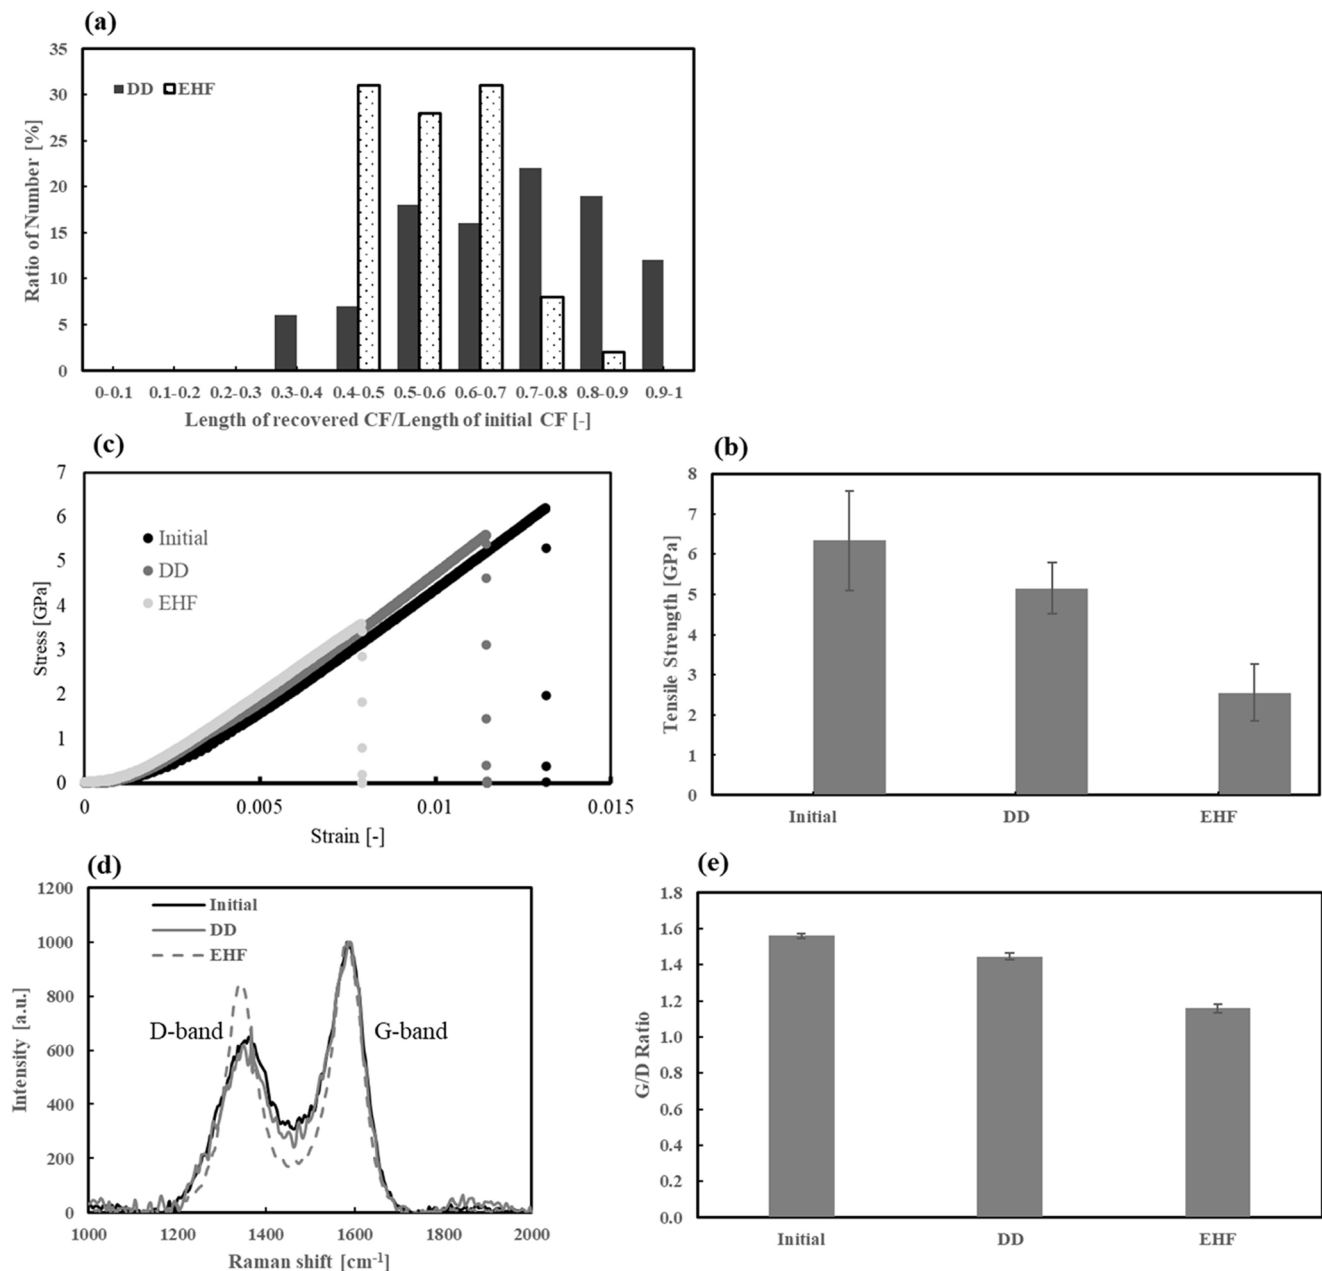 (a)
35
30
25
20
15
10
5
0
Ratio of Number [%]
DD EHF
0-0.1 0.1-0.2 0.2-0.3 0.3-0.4 0.4-0.5 0.5-0.6 0.6-0.7 0.7-0.8 0.8-0.9 0.9-1
Length of recovered CF/Length of initial CF [-]
(c)
7
6
5
4
3
2
1
0
Stress [GPa]
Initial
DD
EHF
0 0.005 0.01 0.015
Strain [-]
(b)
8
7
6
5
4
3
2
1
0
Tensile Strength [GPa]
Initial DD EHF
(d)
1200
1000
800
600
400
200
0
Intensity [a.u.]
Initial
DD
EHF
D-band G-band
1000 1200 1400 1600 1800 2000
Raman shift [cm⁻¹]
(e)
1.8
1.6
1.4
1.2
1.0
0.8
0.6
0.4
0.2
0.0
G/D Ratio
Initial DD EHF